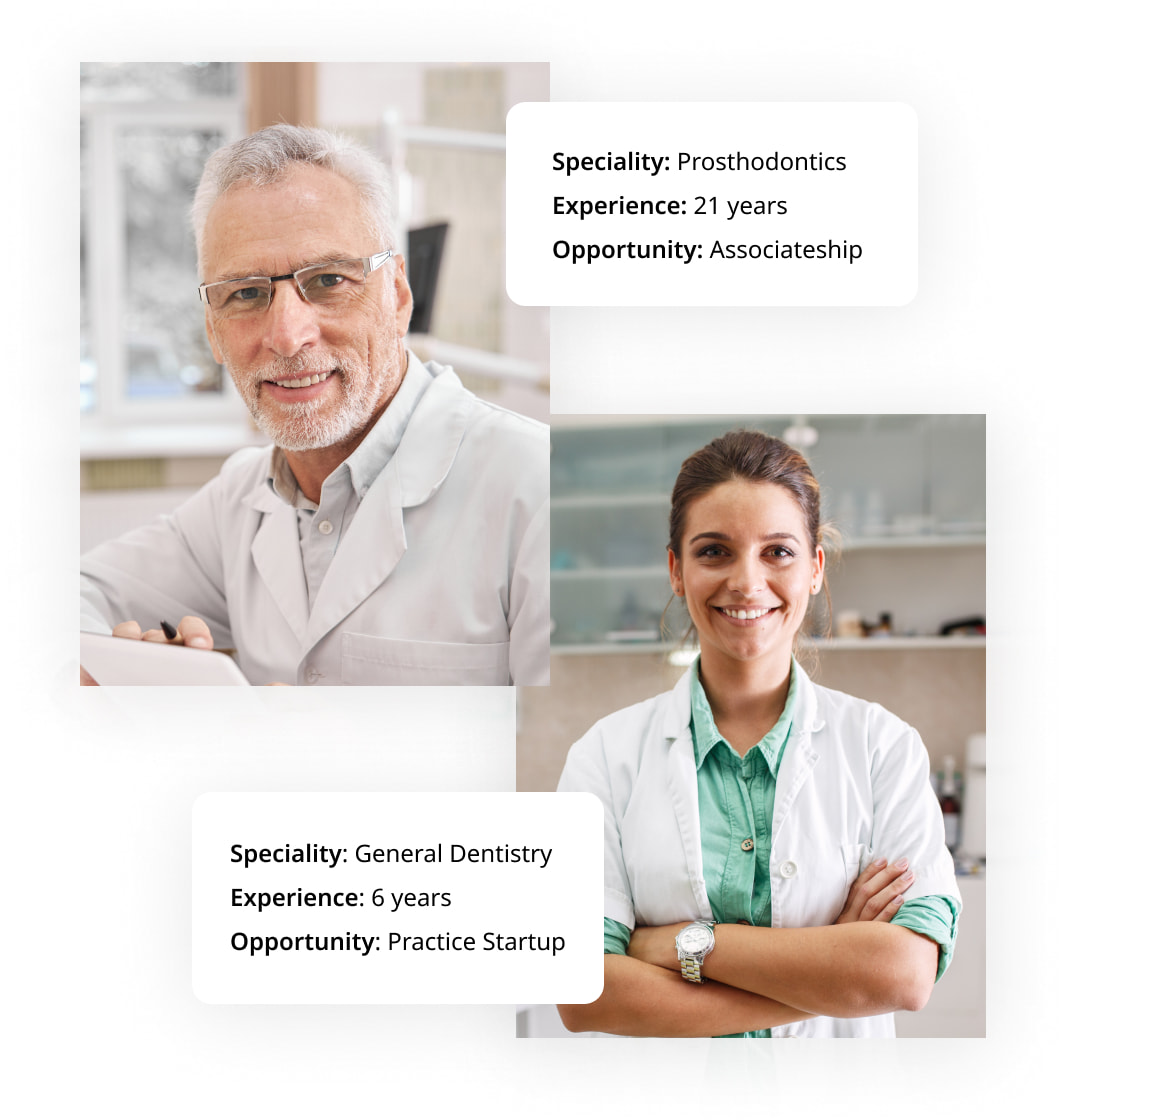 Speciality: Prosthodontics
Experience: 21 years
Opportunity: Associateship
Speciality: General Dentistry
Experience: 6 years
Opportunity: Practice Startup